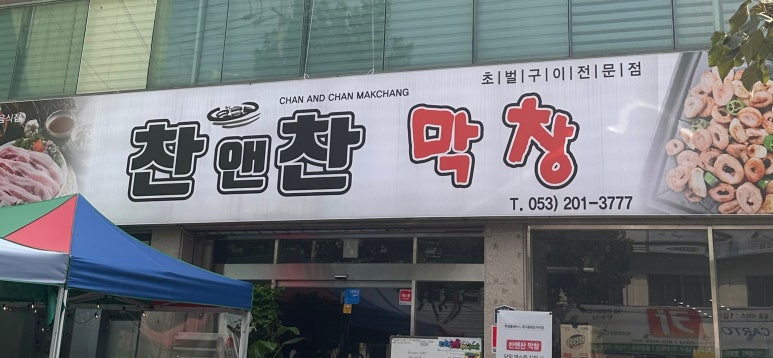 초벌구이전문점
CHAN AND CHAN MAKCHANG
찬앤찬 막창
T. 053) 201-3777
찬앤찬 막창